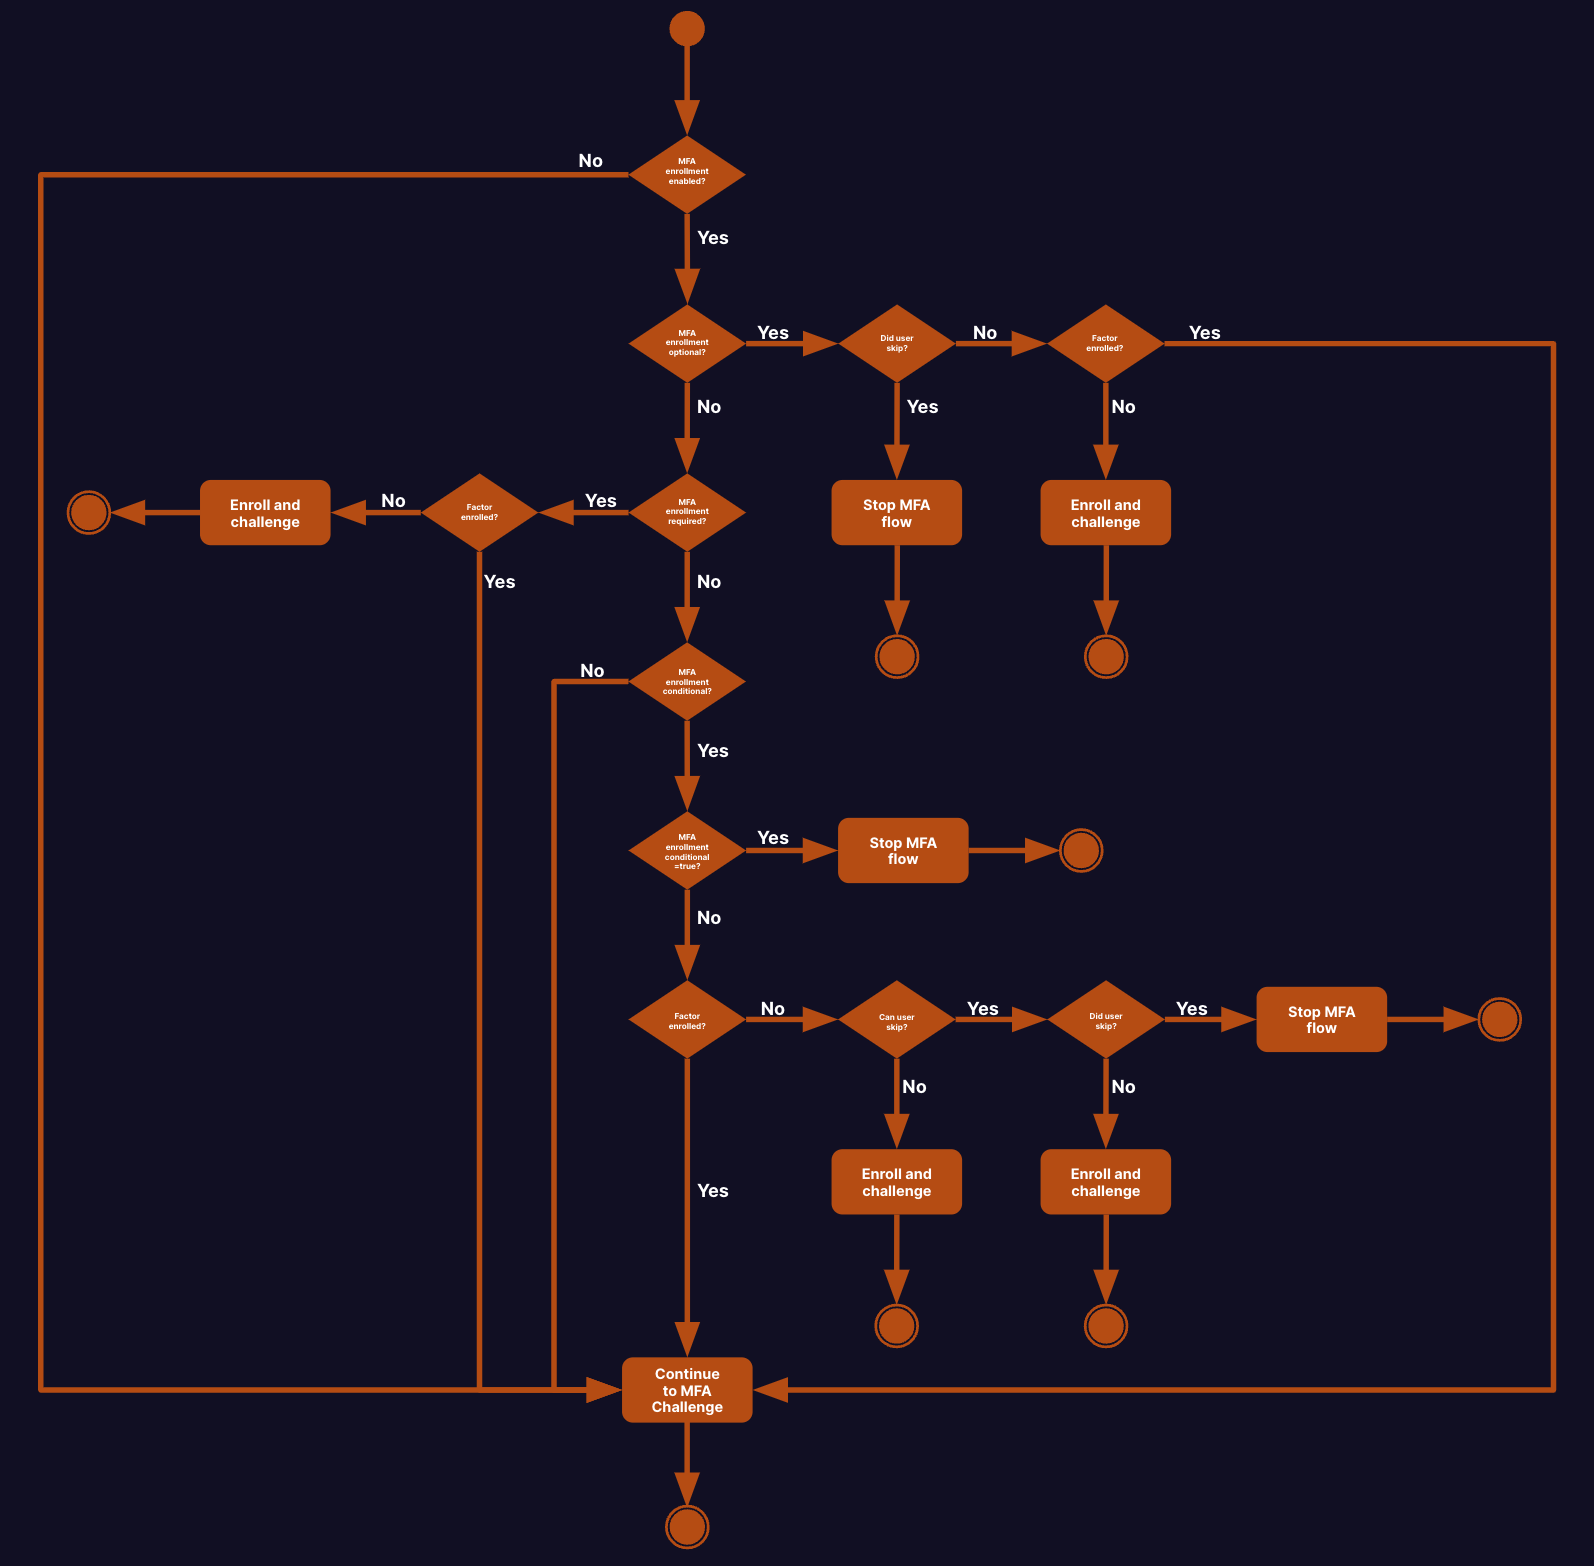 No
MFA
enrollment
enabled?
Yes
MFA
enrollment
optional?
Yes
Did user
skip?
No
Factor
enrolled?
Yes
No
Yes
No
Enroll and
challenge
No
Factor
enrolled?
Yes
MFA
enrollment
required?
Stop MFA
flow
Enroll and
challenge
Yes
No
No
MFA
enrollment
conditional?
Yes
MFA
enrollment
conditional
=true?
Yes
Stop MFA
flow
No
Factor
enrolled?
No
Can user
skip?
Yes
Did user
skip?
Yes
Stop MFA
flow
No
No
Yes
Enroll and
challenge
Enroll and
challenge
Continue
to MFA
Challenge